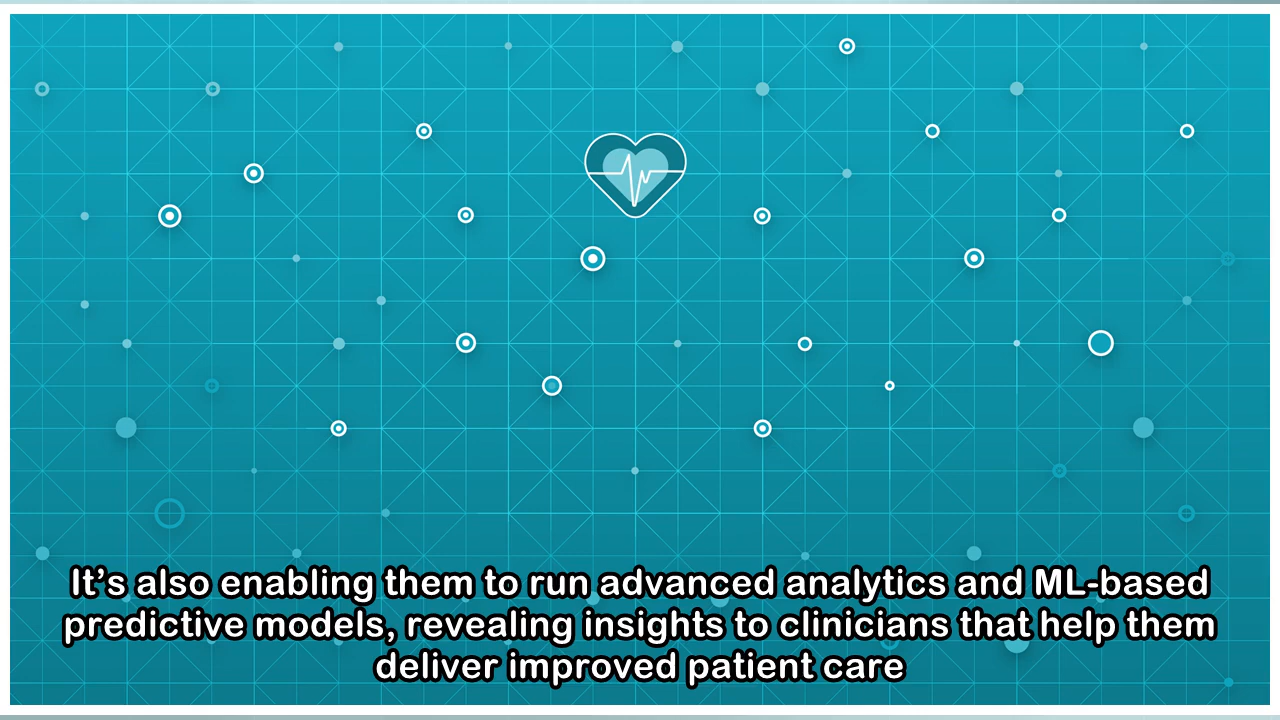 It’s also enabling them to run advanced analytics and ML-based
predictive models, revealing insights to clinicians that help them
deliver improved patient care